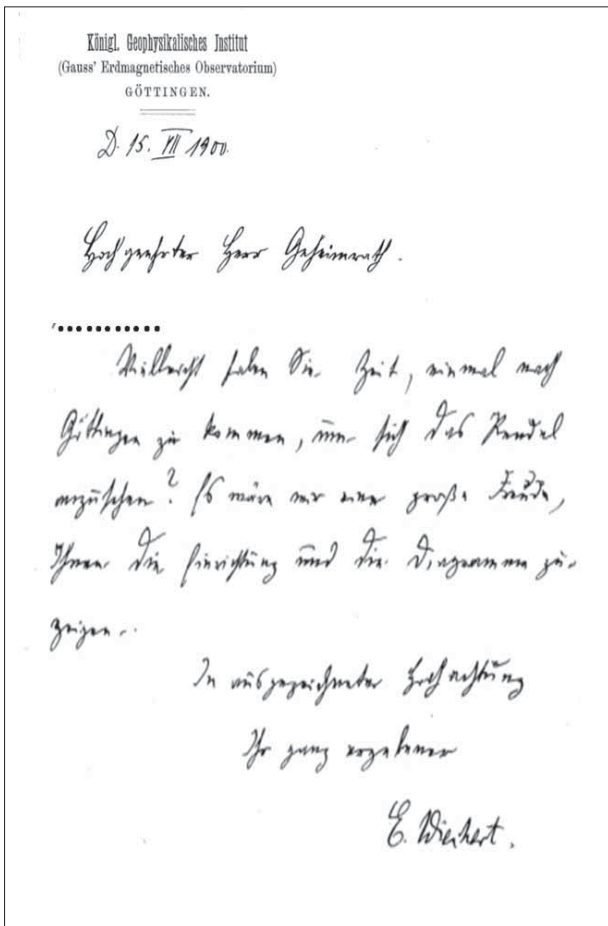 Königl. Geophysikalisches Institut
(Gauss' Erdmagnetisches Observatorium)
GÖTTINGEN.
D. 15. VII 1900.
Hochgeehrter Herr Geheimrath.
...........
Vielleicht haben Sie Zeit, einmal nach
Göttingen zu kommen, um sich das Pendel
anzusehen? Es wäre mir eine große Freude,
Ihnen die Einrichtung und die Diagramme zu
zeigen.
In ausgezeichneter Hochachtung
Ihr ganz ergebener
E. Wiechert.